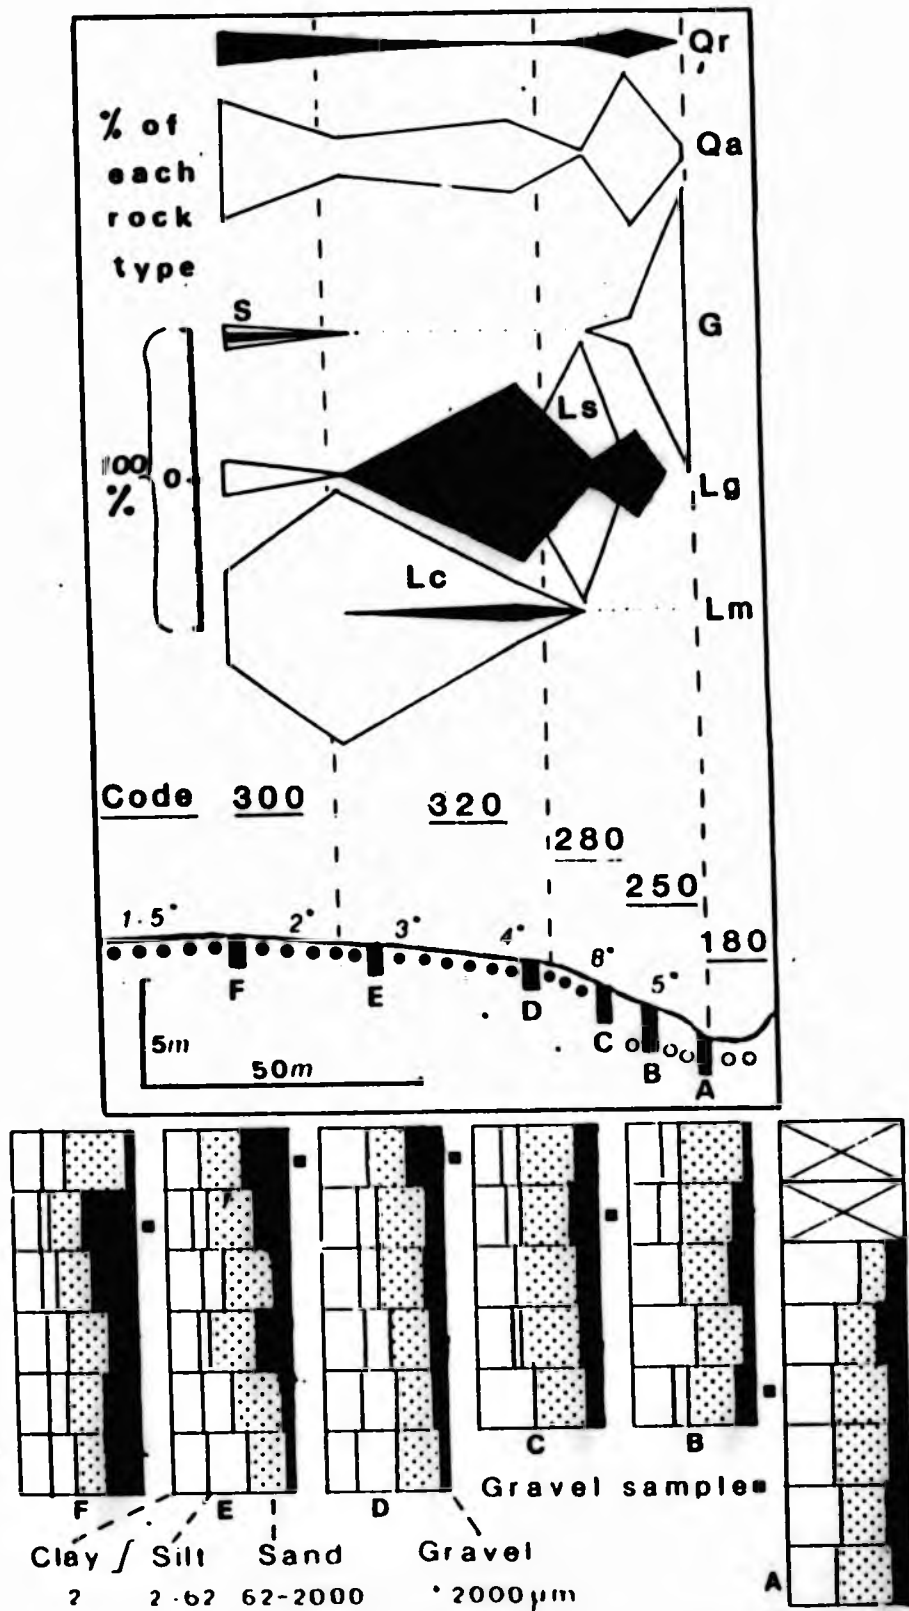 Qr
% of
each
rock
type
Qa
S
G
Ls
100
%
0
Lg
Lc
Lm
Code 300 320
280
250
180
1.5° 2° 3° 4° 8° 5°
F E D C B A
5m
50m
F E D C B A
Gravel sample
Clay Silt Sand Gravel
2 2-62 62-2000 2000μm